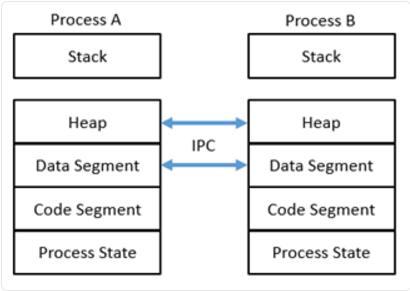 Process A
Process B
Stack
Stack
Heap
Heap
IPC
Data Segment
Data Segment
Code Segment
Code Segment
Process State
Process State